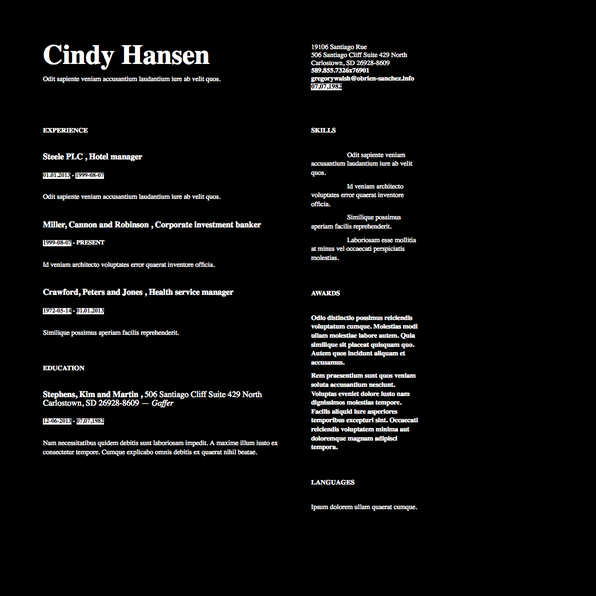 Cindy Hansen
Odit sapiente veniam accusantium laudantium iure ab velit quos.
19106 Santiago Rue
506 Santiago Cliff Suite 429 North
Carlostown, SD 26928-8609
589.855.7326x76901
gregorywalsh@obrien-sanchez.info
07.07.1982
EXPERIENCE
Steele PLC , Hotel manager
01.01.2013 - 1999-08-07
Odit sapiente veniam accusantium laudantium iure ab velit quos.
Miller, Cannon and Robinson , Corporate investment banker
1999-08-07 - PRESENT
Id veniam architecto voluptates error quaerat inventore officia.
Crawford, Peters and Jones , Health service manager
1972-05-14 - 01.01.2013
Similique possimus aperiam facilis reprehenderit.
EDUCATION
Stephens, Kim and Martin , 506 Santiago Cliff Suite 429 North
Carlostown, SD 26928-8609 — Gaffer
12-06-2013 - 07.07.1982
Nam necessitatibus quidem debitis sunt laboriosam impedit. A maxime illum iusto ex
consectetur tempore. Cumque explicabo omnis debitis ex quaerat nihil beatae.
SKILLS
Odit sapiente veniam
accusantium laudantium iure ab velit
quos.
Id veniam architecto
voluptates error quaerat inventore
officia.
Similique possimus
aperiam facilis reprehenderit.
Laboriosam esse mollitia
at minus vel occaecati perspiciatis
molestias.
AWARDS
Odio distinctio possimus reiciendis
voluptatum cumque. Molestias modi
ullam molestiae labore autem. Quia
similique sit placeat quisquam quo.
Autem quos incidunt aliquam et
accusamus.
Rem praesentium sunt quos veniam
soluta accusantium nesciunt.
Voluptas eveniet dolore iusto nam
dignissimos molestias tempore.
Facilis aliquid iure asperiores
temporibus excepturi sint. Occaecati
reiciendis voluptatem minima aut
doloremque magnam adipisci
tempora.
LANGUAGES
Ipsum dolorem ullam quaerat cumque.